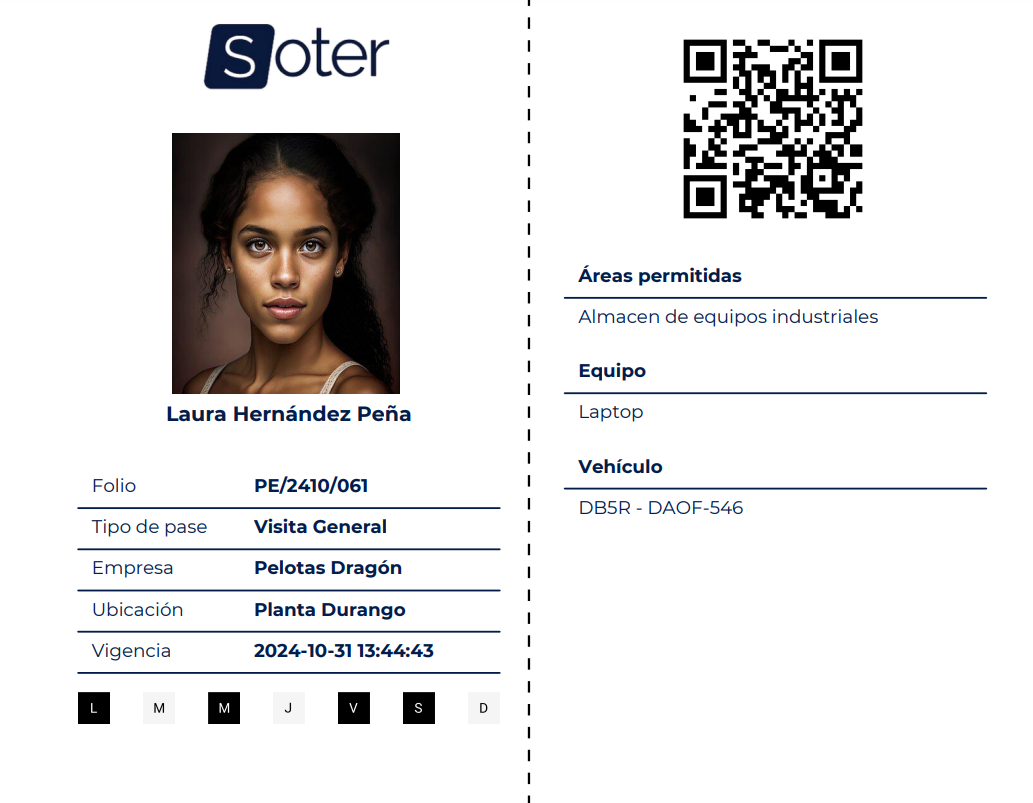 Soter
Laura Hernández Peña
Folio PE/2410/061
Tipo de pase Visita General
Empresa Pelotas Dragón
Ubicación Planta Durango
Vigencia 2024-10-31 13:44:43
L M M J V S D
Áreas permitidas
Almacen de equipos industriales
Equipo
Laptop
Vehículo
DB5R - DAOF-546